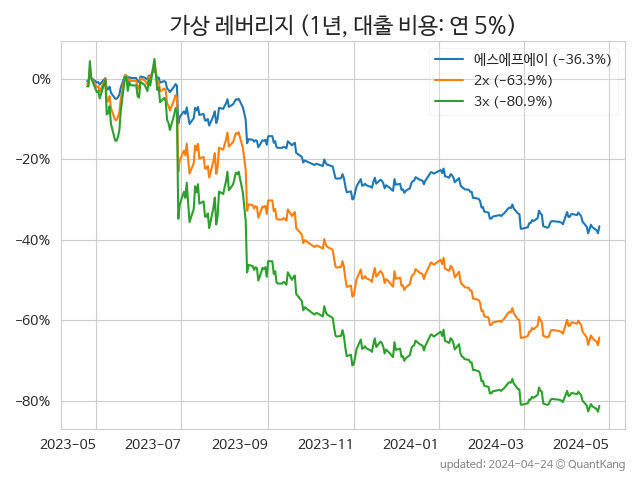 가상 레버리지 (1년, 대출 비용: 연 5%)
에스에프에이 (−36.3%)
2x (−63.9%)
3x (−80.9%)
0%
−20%
−40%
−60%
−80%
2023−05 2023−07 2023−09 2023−11 2024−01 2024−03 2024−05
updated: 2024−04−24 © QuantKang